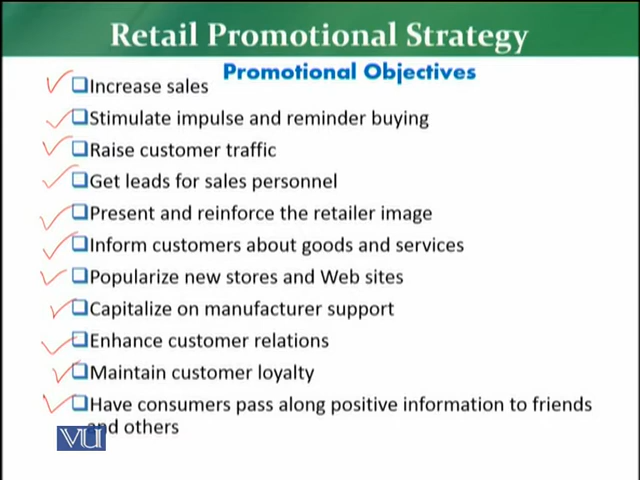 Retail Promotional Strategy
Promotional Objectives
Increase sales
Stimulate impulse and reminder buying
Raise customer traffic
Get leads for sales personnel
Present and reinforce the retailer image
Inform customers about goods and services
Popularize new stores and Web sites
Capitalize on manufacturer support
Enhance customer relations
Maintain customer loyalty
Have consumers pass along positive information to friends
and others
VU